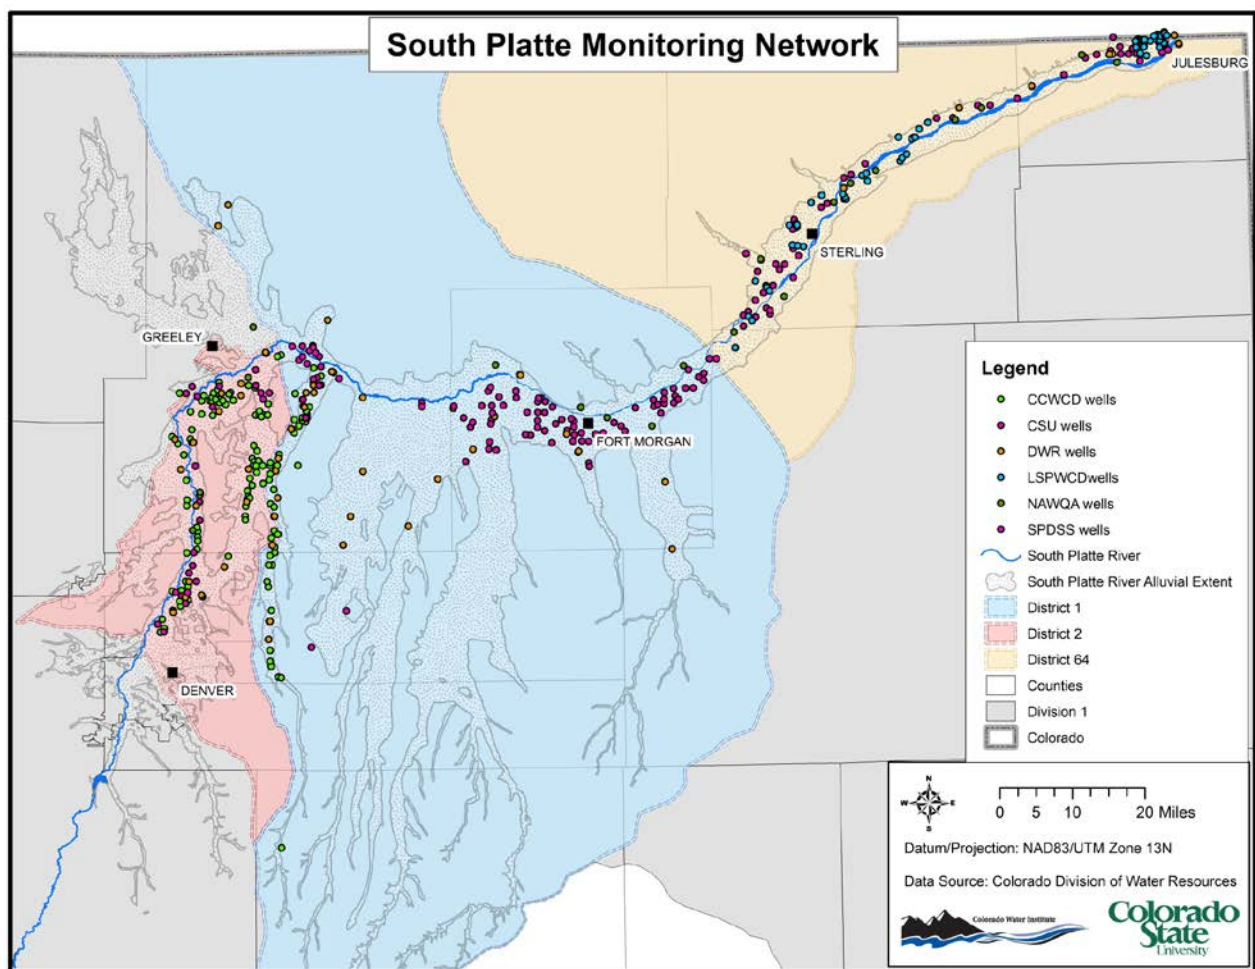 South Platte Monitoring Network
JULESBURG
STERLING
GREELEY
FORT MORGAN
DENVER
Legend
CCWCD wells
CSU wells
DWR wells
LSPWCDwells
NAWQA wells
SPDSS wells
South Platte River
South Platte River Alluvial Extent
District 1
District 2
District 64
Counties
Division 1
Colorado
N
W E
S
0 5 10 20 Miles
Datum/Projection: NAD83/UTM Zone 13N
Data Source: Colorado Division of Water Resources
Colorado Water Institute
Colorado
State
University